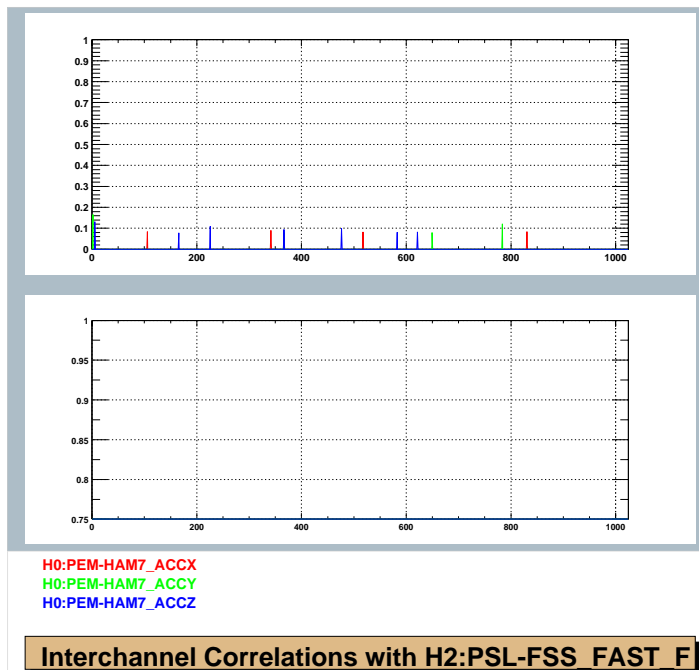 1
0.9
0.8
0.7
0.6
0.5
0.4
0.3
0.2
0.1
0
0 200 400 600 800 1000
1
0.95
0.9
0.85
0.8
0.75
0 200 400 600 800 1000
H0:PEM-HAM7_ACCX
H0:PEM-HAM7_ACCY
H0:PEM-HAM7_ACCZ
Interchannel Correlations with H2:PSL-FSS_FAST_F